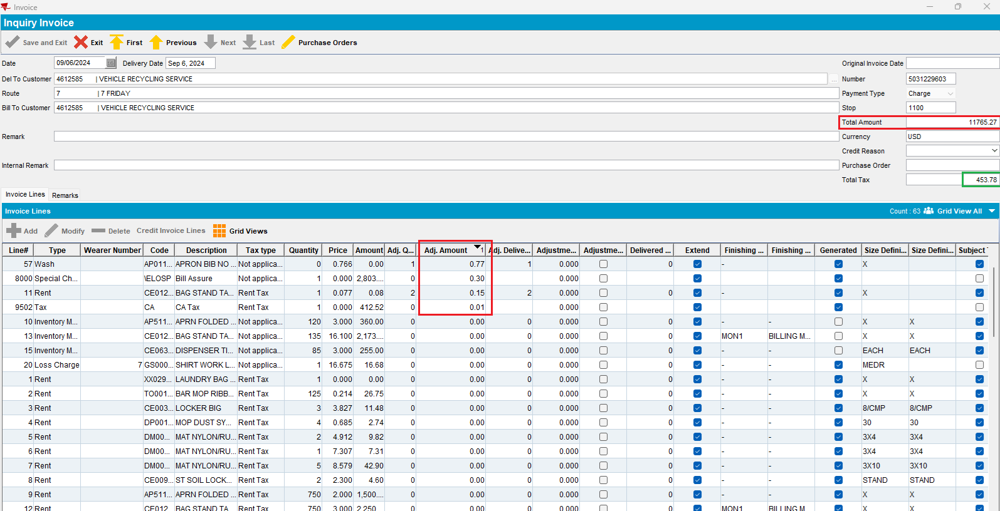 Invoice
Inquiry Invoice
Save and Exit Exit First Previous Next Last Purchase Orders
Date 09/06/2024 Delivery Date Sep 6, 2024 Original Invoice Date
Del To Customer 4612585 | VEHICLE RECYCLING SERVICE ... Number 5031229603
Route 7 | 7 FRIDAY Payment Type Charge
Bill To Customer 4612585 | VEHICLE RECYCLING SERVICE Stop 1100
Total Amount 11765.27
Remark Currency USD
Credit Reason
Internal Remark Purchase Order
Total Tax 453.78
Invoice Lines Remarks
Invoice Lines Count : 63 Grid View All
Add Modify Delete Credit Invoice Lines Grid Views
Line# Type Wearer Number Code Description Tax type Quantity Price Amount Adj. Q... Adj. Amount 1 Adj. Delive... Adjustme... Adjustme... Delivered ... Extend Finishing ... Finishing ... Generated Size Defini... Size Defini... Subject
57 Wash AP011... APRON BIB NO ... Not applica... 0 0.766 0.00 1 0.77 1 0.000 0 - X
8000 Special Ch... \ELOSP Bill Assure Not applica... 1 0.000 2,803.... 0 0.30 0.000
11 Rent CE012... BAG STAND TA... Rent Tax 1 0.077 0.08 2 0.15 2 0.000 0 - X
9502 Tax CA CA Tax Rent Tax 1 0.000 412.52 0 0.01 0.000
10 Inventory M... AP511... APRN FOLDED ... Not applica... 120 3.000 360.00 0 0.00 0 0.000 0 - - X X
13 Inventory M... CE012... BAG STAND TA... Not applica... 135 16.100 2,173.... 0 0.00 0 0.000 0 MON1 BILLING M... X X
15 Inventory M... CE063... DISPENSER TI... Not applica... 85 3.000 255.00 0 0.00 0 0.000 0 - - EACH EACH
20 Loss Charge 7 GS000... SHIRT WORK L... Not applica... 1 16.675 16.68 0 0.00 0 0.000 0 - - MEDR
1 Rent XX029... LAUNDRY BAG ... Rent Tax 1 0.000 0.00 0 0.00 0 0.000 0 - - X X
2 Rent TO001... BAR MOP RIBB... Rent Tax 125 0.214 26.75 0 0.00 0 0.000 0 - - X X
3 Rent CE003... LOCKER BIG Rent Tax 3 3.827 11.48 0 0.00 0 0.000 0 - - 8/CMP 8/CMP
4 Rent DP001... MOP DUST SY... Rent Tax 4 0.685 2.74 0 0.00 0 0.000 0 - - 30 30
5 Rent DM00... MAT NYLON/RU... Rent Tax 2 4.912 9.82 0 0.00 0 0.000 0 - - 3X4 3X4
6 Rent DM00... MAT NYLON/RU... Rent Tax 1 7.307 7.31 0 0.00 0 0.000 0 - - 3X4 3X4
7 Rent DM00... MAT NYLON/RU... Rent Tax 5 8.579 42.90 0 0.00 0 0.000 0 - - 3X10 3X10
8 Rent CE009... ST SOIL LOCK... Rent Tax 2 2.300 4.60 0 0.00 0 0.000 0 - - STAND STAND
9 Rent AP511... APRN FOLDED ... Rent Tax 750 2.000 1,500.... 0 0.00 0 0.000 0 - - X X
12 Rent CE012 BAG STAND TA Rent Tax 750 3.000 2 250 0 0.00 0 0.000 0 MON1 BILLING M X X